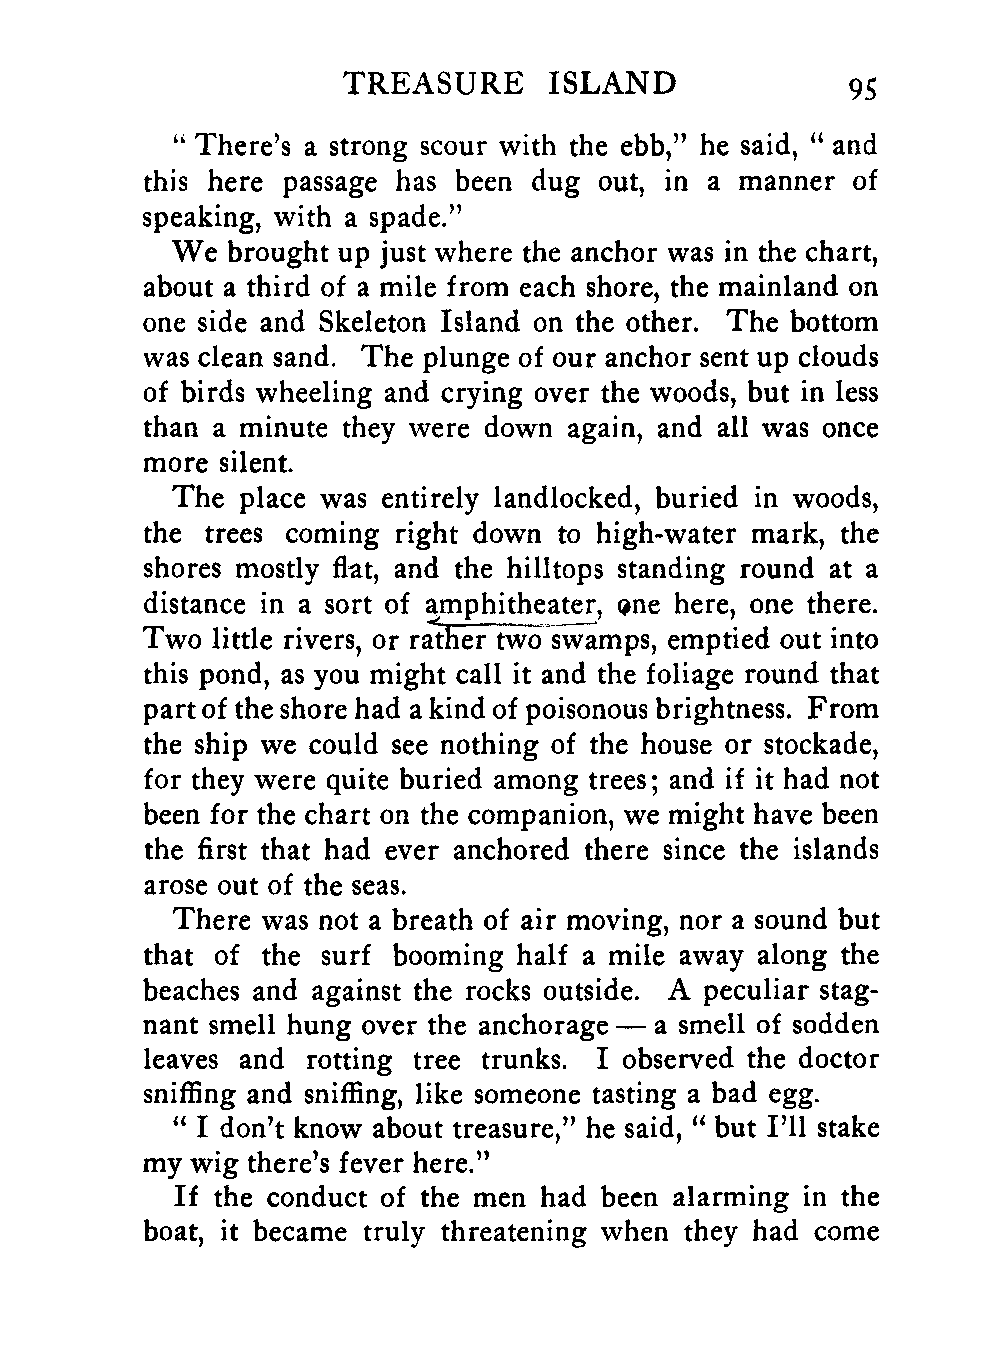 TREASURE ISLAND 95
“ There’s a strong scour with the ebb,” he said, “ and
this here passage has been dug out, in a manner of
speaking, with a spade.”
We brought up just where the anchor was in the chart,
about a third of a mile from each shore, the mainland on
one side and Skeleton Island on the other. The bottom
was clean sand. The plunge of our anchor sent up clouds
of birds wheeling and crying over the woods, but in less
than a minute they were down again, and all was once
more silent.
The place was entirely landlocked, buried in woods,
the trees coming right down to high-water mark, the
shores mostly flat, and the hilltops standing round at a
distance in a sort of amphitheater, one here, one there.
Two little rivers, or rather two swamps, emptied out into
this pond, as you might call it and the foliage round that
part of the shore had a kind of poisonous brightness. From
the ship we could see nothing of the house or stockade,
for they were quite buried among trees; and if it had not
been for the chart on the companion, we might have been
the first that had ever anchored there since the islands
arose out of the seas.
There was not a breath of air moving, nor a sound but
that of the surf booming half a mile away along the
beaches and against the rocks outside. A peculiar stag-
nant smell hung over the anchorage — a smell of sodden
leaves and rotting tree trunks. I observed the doctor
sniffing and sniffing, like someone tasting a bad egg.
“ I don’t know about treasure,” he said, “ but I’ll stake
my wig there’s fever here.”
If the conduct of the men had been alarming in the
boat, it became truly threatening when they had come